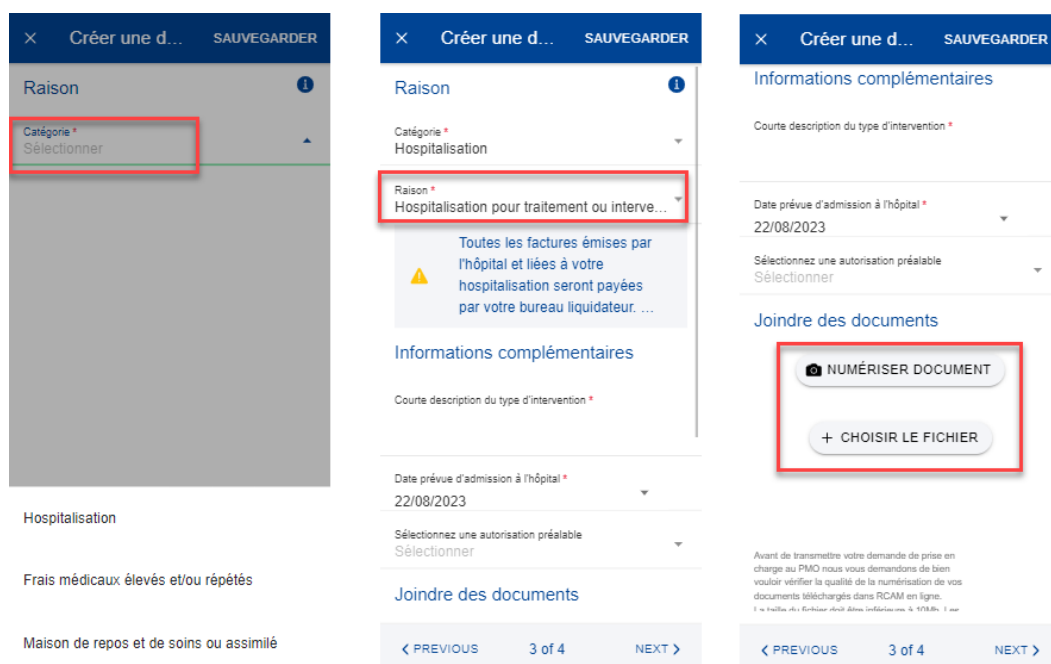 × Créer une d... SAUVEGARDER
Raison
Catégorie *
Sélectionner
Hospitalisation
Frais médicaux élevés et/ou répétés
Maison de repos et de soins ou assimilé
× Créer une d... SAUVEGARDER
Raison
Catégorie *
Hospitalisation
Raison *
Hospitalisation pour traitement ou interve...
Toutes les factures émises par
l'hôpital et liées à votre
hospitalisation seront payées
par votre bureau liquidateur. ...
Informations complémentaires
Courte description du type d'intervention *
Date prévue d'admission à l'hôpital *
22/08/2023
Sélectionnez une autorisation préalable
Sélectionner
Joindre des documents
< PREVIOUS 3 of 4 NEXT >
× Créer une d... SAUVEGARDER
Informations complémentaires
Courte description du type d'intervention *
Date prévue d'admission à l'hôpital *
22/08/2023
Sélectionnez une autorisation préalable
Sélectionner
Joindre des documents
NUMÉRISER DOCUMENT
+ CHOISIR LE FICHIER
Avant de transmettre votre demande de prise en
charge au PMO nous vous demandons de bien
vouloir vérifier la qualité de la numérisation de vos
documents téléchargés dans RCAM en ligne.
La taille du fichier doit être inférieure à 10Mb. Les
< PREVIOUS 3 of 4 NEXT >